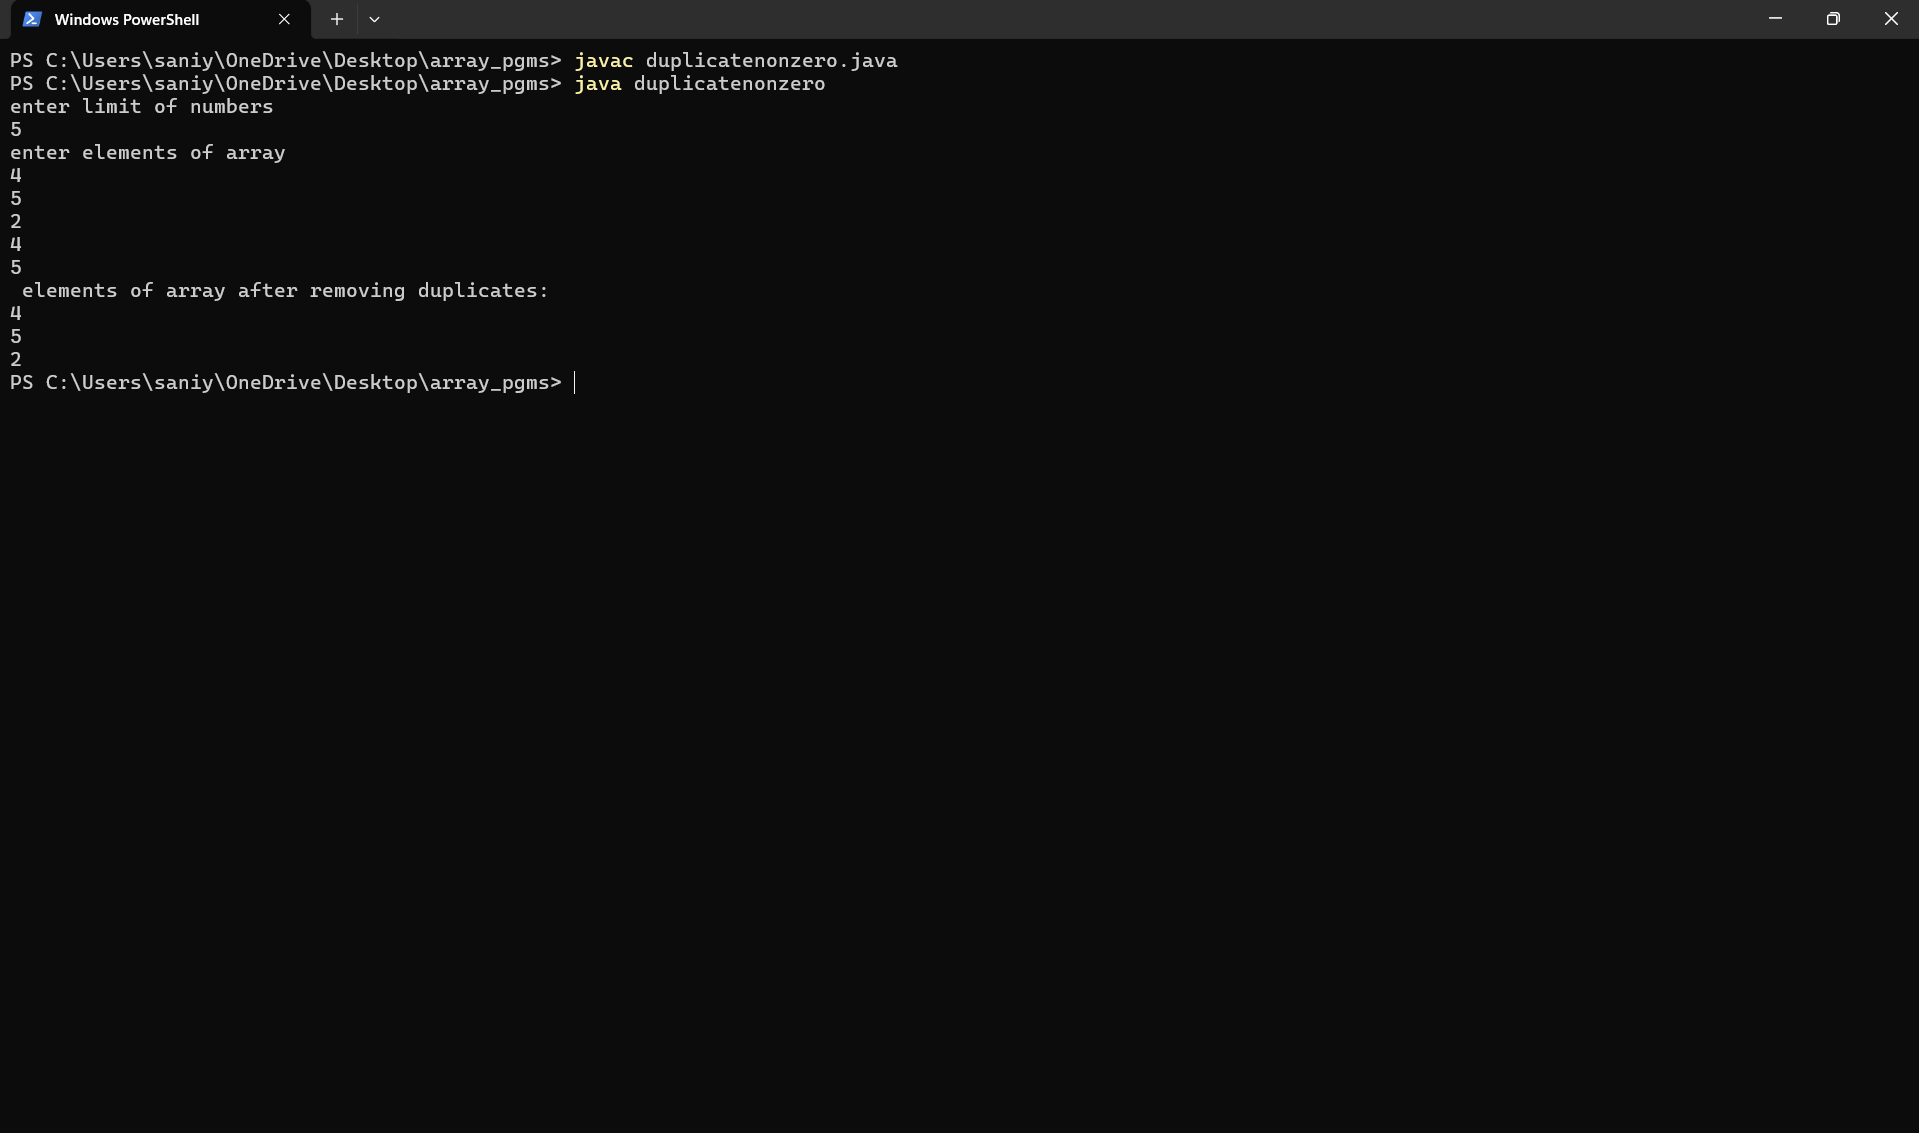 Windows PowerShell
PS C:\Users\saniy\OneDrive\Desktop\array_pgms> javac duplicatenonzero.java
PS C:\Users\saniy\OneDrive\Desktop\array_pgms> java duplicatenonzero
enter limit of numbers
5
enter elements of array
4
5
2
4
5
 elements of array after removing duplicates:
4
5
2
PS C:\Users\saniy\OneDrive\Desktop\array_pgms>